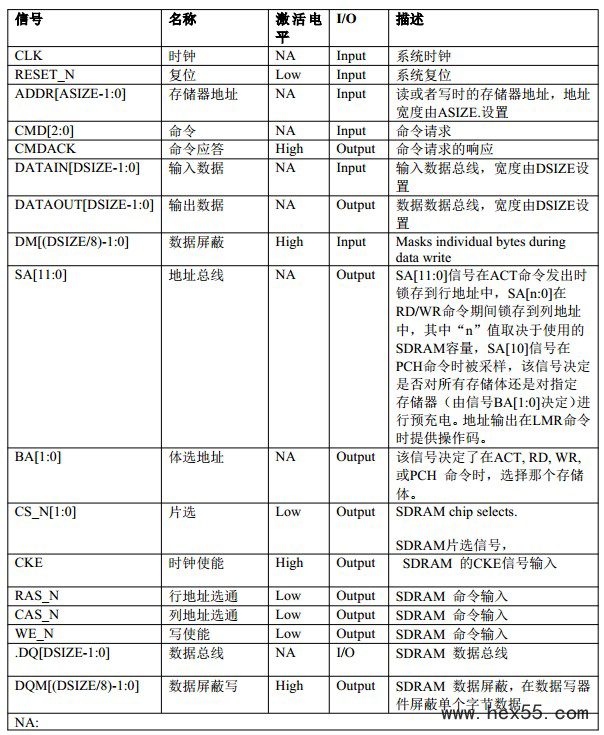 信号 名称 激活电平 I/O 描述
CLK 时钟 NA Input 系统时钟
RESET_N 复位 Low Input 系统复位
ADDR[ASIZE-1:0] 存储器地址 NA Input 读或者写时的存储器地址，地址
宽度由ASIZE.设置
CMD[2:0] 命令 NA Input 命令请求
CMDACK 命令应答 High Output 命令请求的响应
DATAIN[DSIZE-1:0] 输入数据 NA Input 输入数据总线，宽度由DSIZE设
置
DATAOUT[DSIZE-1:0] 输出数据 NA Output 数据数据总线，宽度由DSIZE设
置
DM[(DSIZE/8)-1:0] 数据屏蔽 High Input Masks individual bytes during
data write
SA[11:0] 地址总线 NA Output SA[11:0]信号在ACT命令发出时
锁存到行地址中，SA[n:0]在
RD/WR命令期间锁存到列地址
中，其中“n”值取决于使用的
SDRAM容量，SA[10]信号在
PCH命令时被采样，该信号决定
是否对所有存储体还是对指定
存储器（由信号BA[1:0]决定)进
行预充电。地址输出在LMR命令
时提供操作码。
BA[1:0] 体选地址 NA Output 该信号决定了在ACT, RD, WR,
或PCH 命令时，选择那个存储
体。
CS_N[1:0] 片选 Low Output SDRAM chip selects.
SDRAM片选信号，
CKE 时钟使能 High Output SDRAM 的CKE信号输入
RAS_N 行地址选通 Low Output SDRAM 命令输入
CAS_N 列地址选通 Low Output SDRAM 命令输入
WE_N 写使能 Low Output SDRAM 命令输入
.DQ[DSIZE-1:0] 数据总线 NA I/O SDRAM 数据总线
DQM[(DSIZE/8)-1:0] 数据屏蔽写 High Output SDRAM 数据屏蔽，在数据写器
件屏蔽单个字节数据
NA:
www.hex55.com